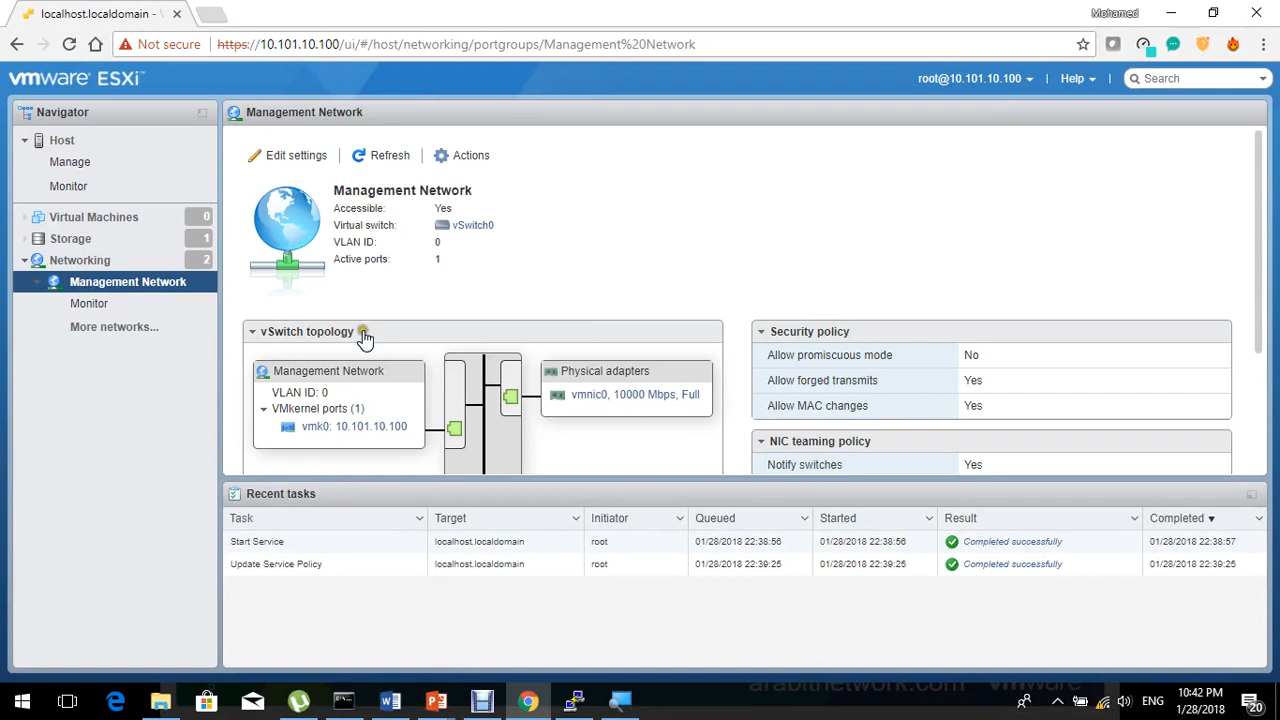 localhost.localdomain -
Mohamed
Not secure
https://10.101.10.100/ui/#/host/networking/portgroups/Management%20Network
vmware ESXi™
root@10.101.10.100
Help
Search
Navigator
Host
Manage
Monitor
Virtual Machines 0
Storage 1
Networking 2
Management Network
Monitor
More networks...
Management Network
Edit settings
Refresh
Actions
Management Network
Accessible: Yes
Virtual switch: vSwitch0
VLAN ID: 0
Active ports: 1
vSwitch topology
Management Network
VLAN ID: 0
VMkernel ports (1)
vmk0: 10.101.10.100
Physical adapters
vmnic0, 10000 Mbps, Full
Security policy
Allow promiscuous mode No
Allow forged transmits Yes
Allow MAC changes Yes
NIC teaming policy
Notify switches Yes
Recent tasks
Task Target Initiator Queued Started Result Completed
Start Service localhost.localdomain root 01/28/2018 22:38:56 01/28/2018 22:38:56 Completed successfully 01/28/2018 22:38:57
Update Service Policy localhost.localdomain root 01/28/2018 22:39:25 01/28/2018 22:39:25 Completed successfully 01/28/2018 22:39:25
arabitnetwork.com vmware
ENG
10:42 PM
1/28/2018
20